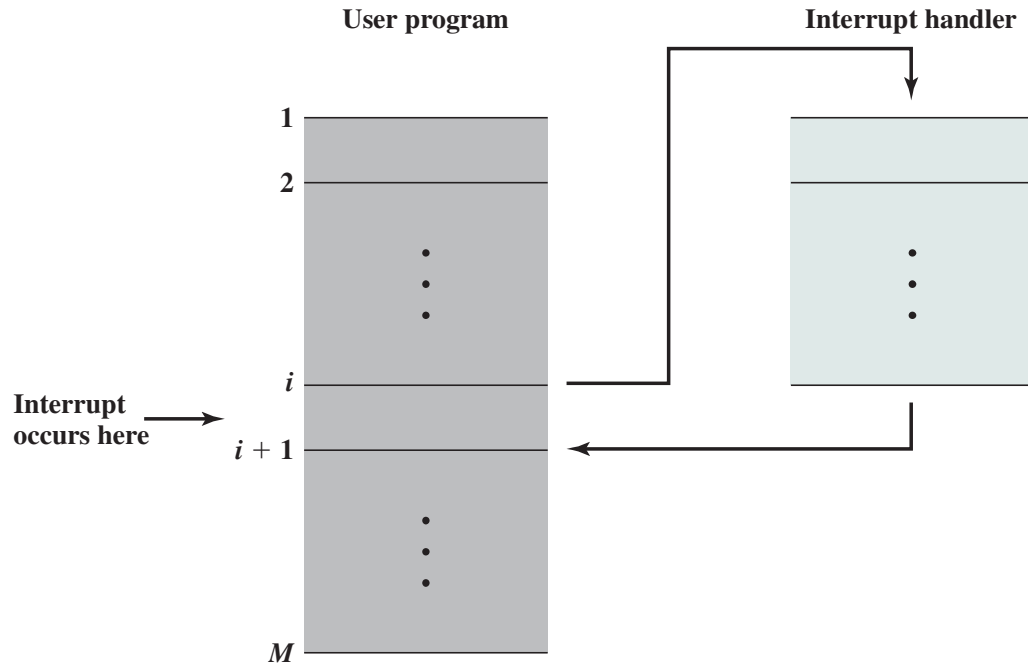 User program
Interrupt handler
1
2
i
Interrupt
occurs here
i + 1
M